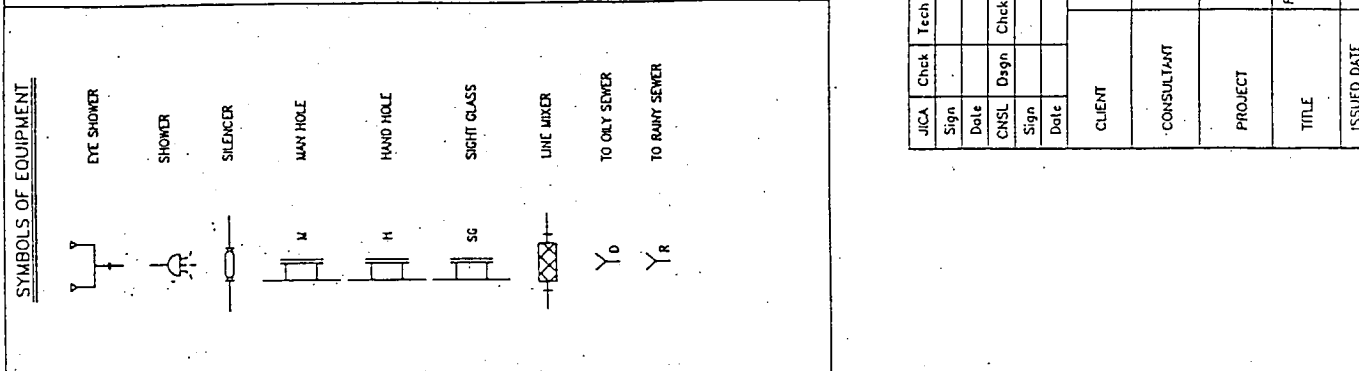 SYMBOLS OF EQUIPMENT
EYE SHOWER
SHOWER
SILENCER
M MAN HOLE
H HAND HOLE
SG SIGHT GLASS
LINE MIXER
D TO OILY SEWER
R TO RAINY SEWER
JICA Chck Tech
Sign
Date
CNSL Dsgn Chck
Sign
Date
CLIENT
CONSULTANT
PROJECT
TITLE
ISSUED DATE